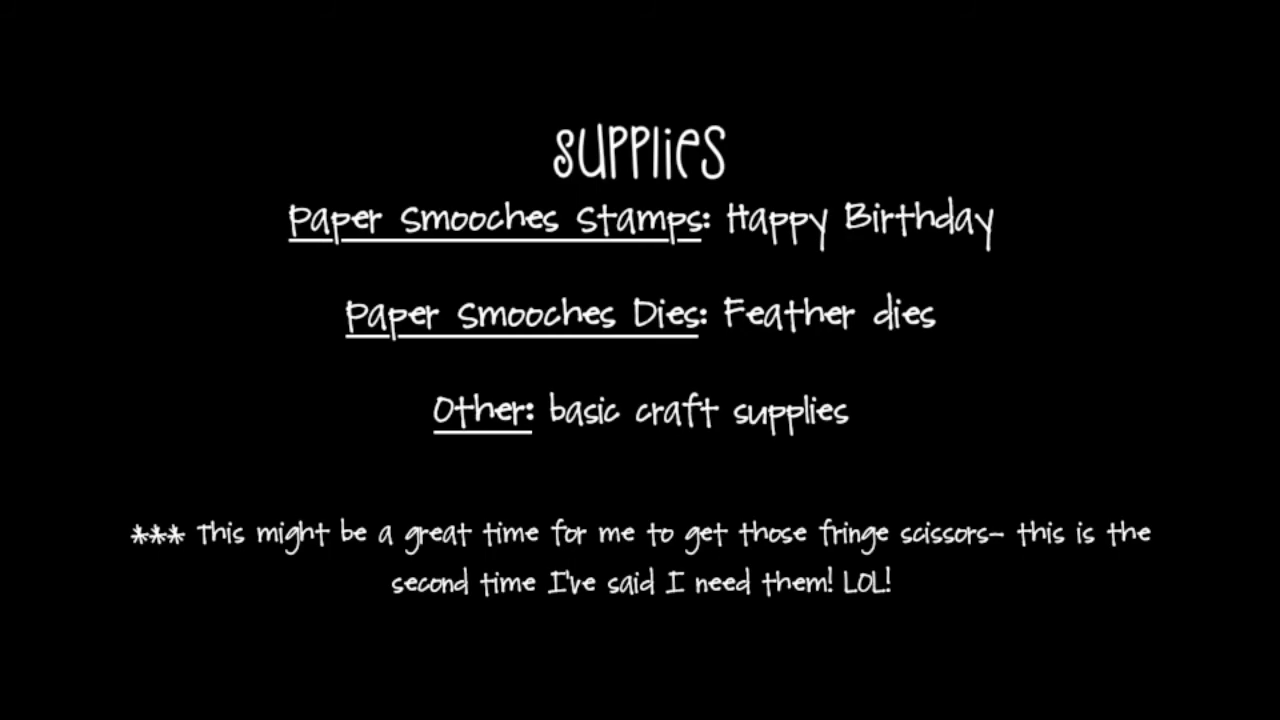 SUPPLIES
Paper Smooches Stamps: Happy Birthday
Paper Smooches Dies: Feather dies
Other: basic craft supplies
*** This might be a great time for me to get those fringe scissors- this is the
second time I've said I need them! LOL!